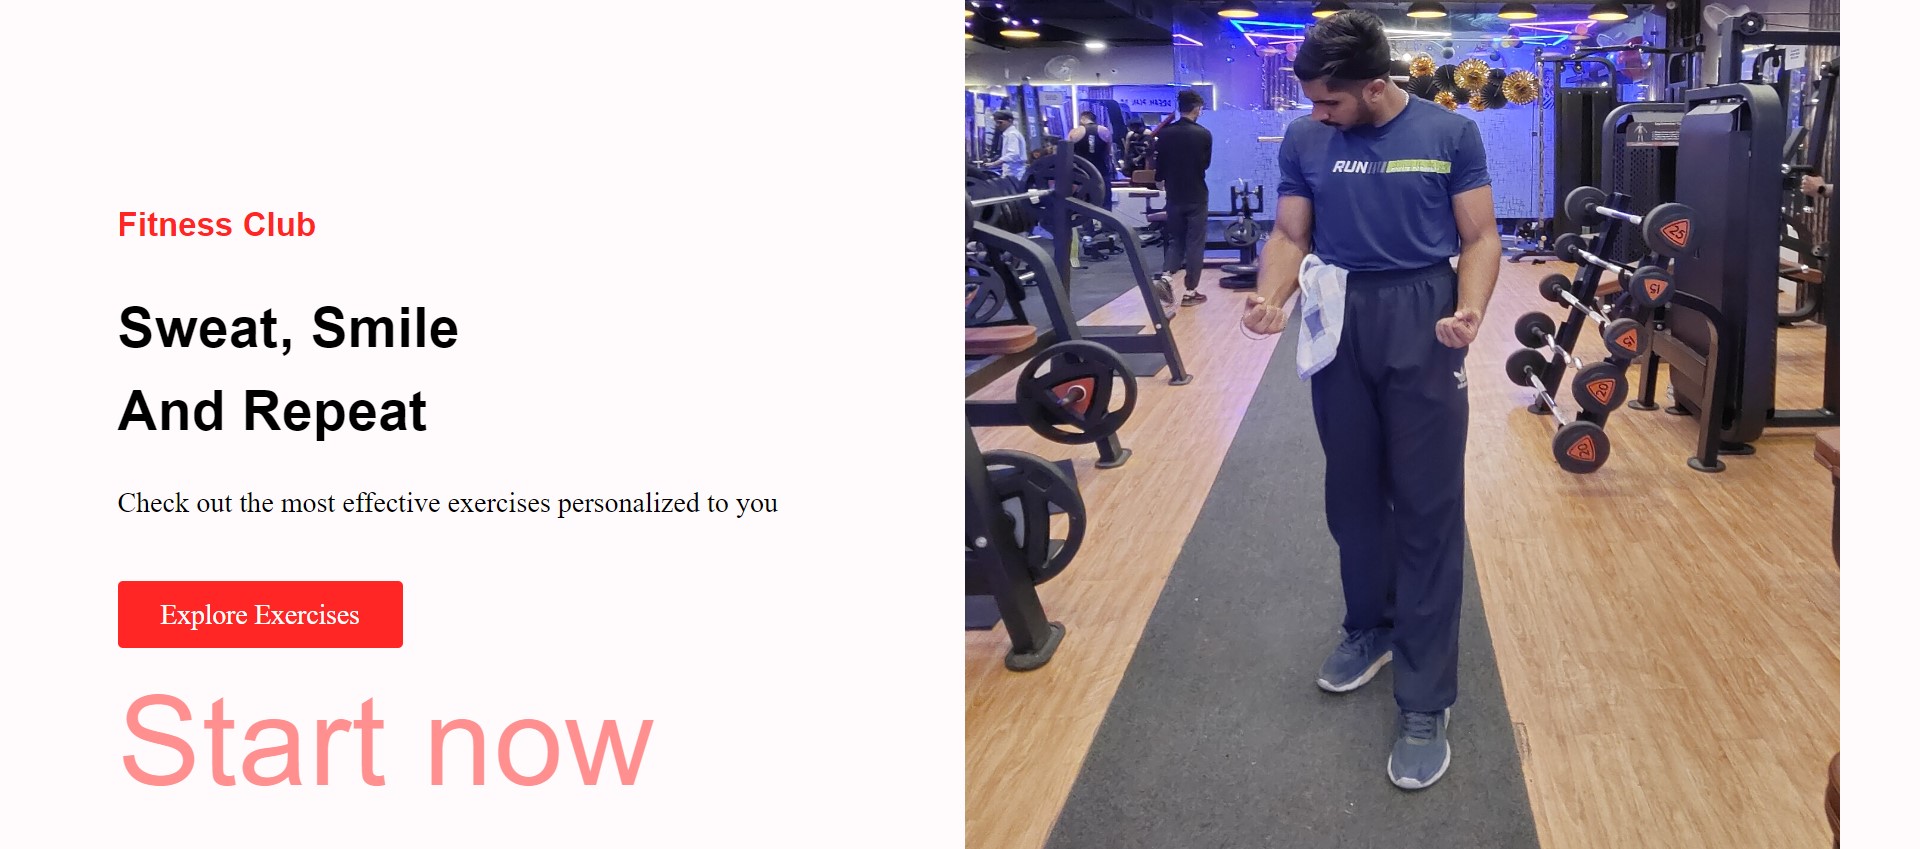 Fitness Club
Sweat, Smile
And Repeat
Check out the most effective exercises personalized to you
Explore Exercises
Start now
RUN
25
15
15
20
20